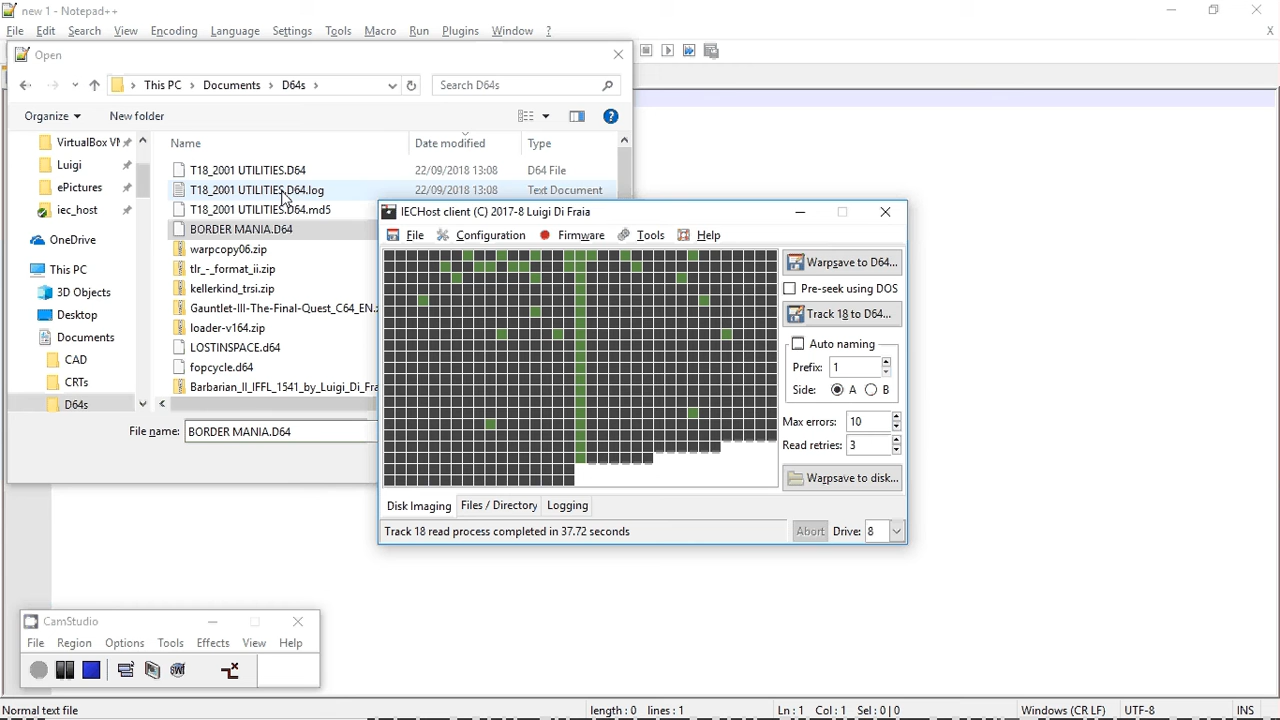 new 1 - Notepad++
File Edit Search View Encoding Language Settings Tools Macro Run Plugins Window ? X
Open
This PC Documents D64s Search D64s
Organize New folder
Name Date modified Type
VirtualBox VM
Luigi
ePictures
iec_host
OneDrive
This PC
3D Objects
Desktop
Documents
CAD
CRTs
D64s
T18_2001 UTILITIES.D64 22/09/2018 13:08 D64 File
T18_2001 UTILITIES.D64.log 22/09/2018 13:08 Text Document
T18_2001 UTILITIES.D64.md5
BORDER MANIA.D64
warpcopy06.zip
tlr_-_format_ii.zip
kellerkind_trsi.zip
Gauntlet-III-The-Final-Quest_C64_EN.
loader-v164.zip
LOSTINSPACE.d64
fopcycle.d64
Barbarian_II_IFFL_1541_by_Luigi_Di_Fra
File name: BORDER MANIA.D64
IECHost client (C) 2017-8 Luigi Di Fraia
File Configuration Firmware Tools Help
Warpsave to D64...
Pre-seek using DOS
Track 18 to D64...
Auto naming
Prefix: 1
Side: A B
Max errors: 10
Read retries: 3
Warpsave to disk...
Disk Imaging Files / Directory Logging
Track 18 read process completed in 37.72 seconds Abort Drive: 8
CamStudio
File Region Options Tools Effects View Help
SWF
Normal text file length : 0 lines : 1 Ln : 1 Col : 1 Sel : 0 | 0 Windows (CR LF) UTF-8 INS